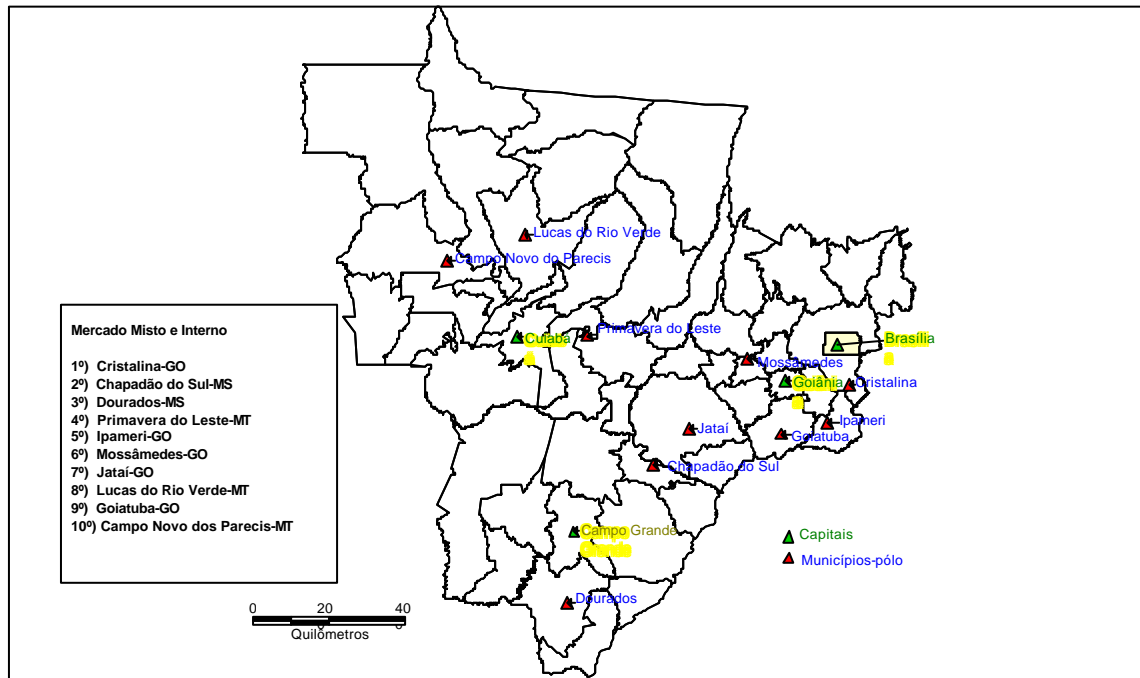 Lucas do Rio Verde
Campo Novo do Parecis
Mercado Misto e Interno
1º) Cristalina-GO
2º) Chapadão do Sul-MS
3º) Dourados-MS
4º) Primavera do Leste-MT
5º) Ipameri-GO
6º) Mossâmedes-GO
7º) Jataí-GO
8º) Lucas do Rio Verde-MT
9º) Goiatuba-GO
10º) Campo Novo dos Parecis-MT
Primavera do Leste
Cuiabá
Brasília
Mossâmedes
Goiânia
Cristalina
Ipameri
Jataí
Goiatuba
Chapadão do Sul
Campo Grande
Grande
Capitais
Municípios-pólo
Dourados
0 20 40
Quilômetros